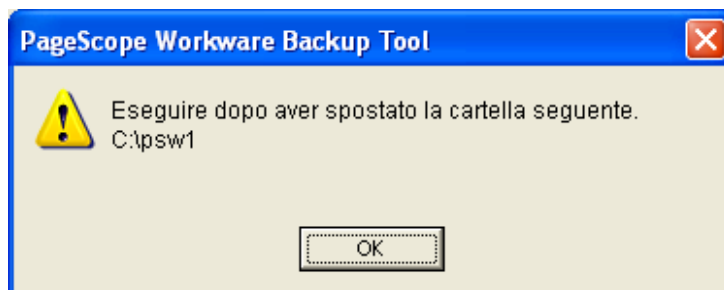 PageScope Workware Backup Tool
Eseguire dopo aver spostato la cartella seguente.
C:\psw1
OK